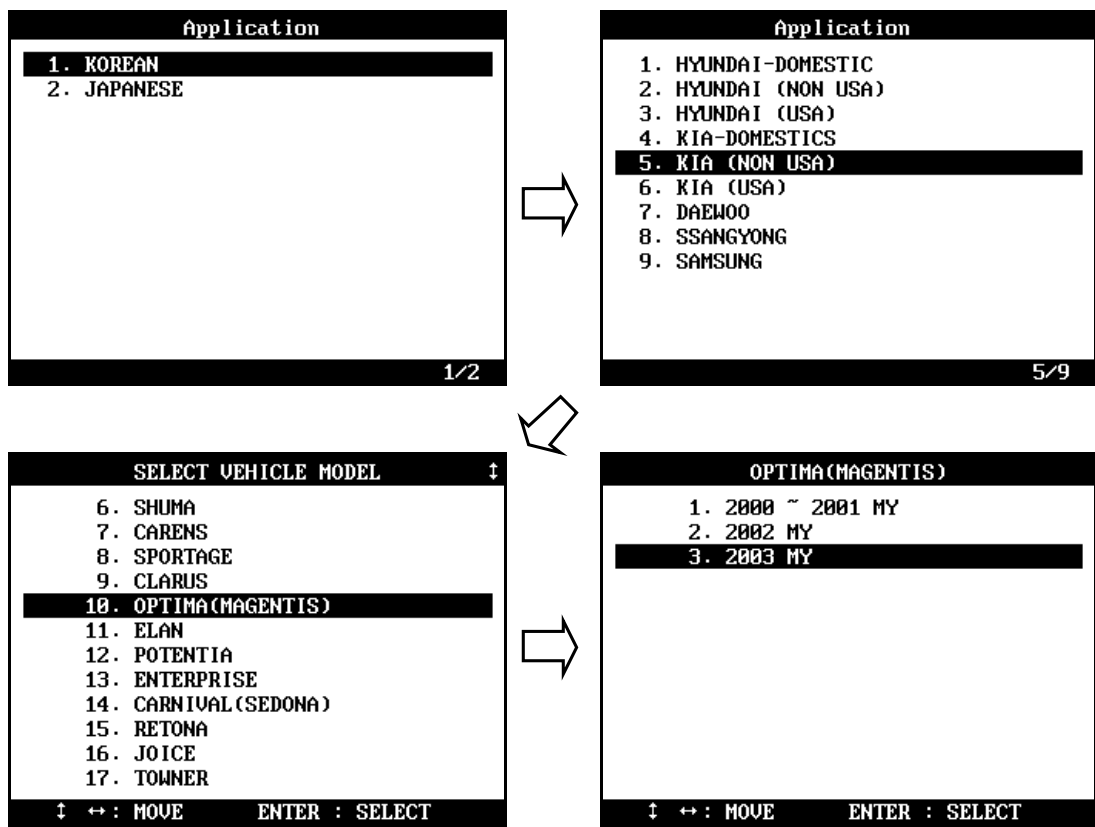 Application
1. KOREAN
2. JAPANESE
1/2
Application
1. HYUNDAI-DOMESTIC
2. HYUNDAI (NON USA)
3. HYUNDAI (USA)
4. KIA-DOMESTICS
5. KIA (NON USA)
6. KIA (USA)
7. DAEWOO
8. SSANGYONG
9. SAMSUNG
5/9
SELECT VEHICLE MODEL ↕
6. SHUMA
7. CARENS
8. SPORTAGE
9. CLARUS
10. OPTIMA(MAGENTIS)
11. ELAN
12. POTENTIA
13. ENTERPRISE
14. CARNIVAL(SEDONA)
15. RETONA
16. JOICE
17. TOWNER
↕ ↔: MOVE ENTER : SELECT
OPTIMA(MAGENTIS)
1. 2000 ~ 2001 MY
2. 2002 MY
3. 2003 MY
↕ ↔: MOVE ENTER : SELECT